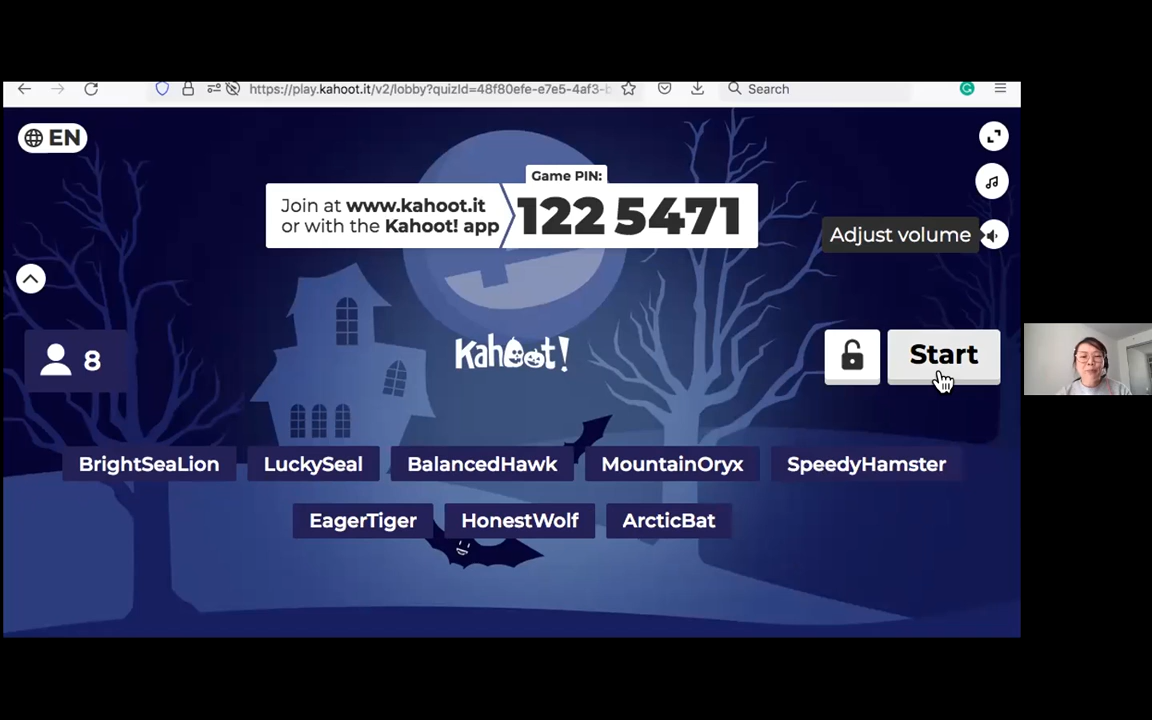 https://play.kahoot.it/v2/lobby?quizId=48f80efe-e7e5-4af3-b
Search
EN
Game PIN:
Join at www.kahoot.it
or with the Kahoot! app
122 5471
Adjust volume
8
Kahoot!
Start
BrightSeaLion
LuckySeal
BalancedHawk
MountainOryx
SpeedyHamster
EagerTiger
HonestWolf
ArcticBat